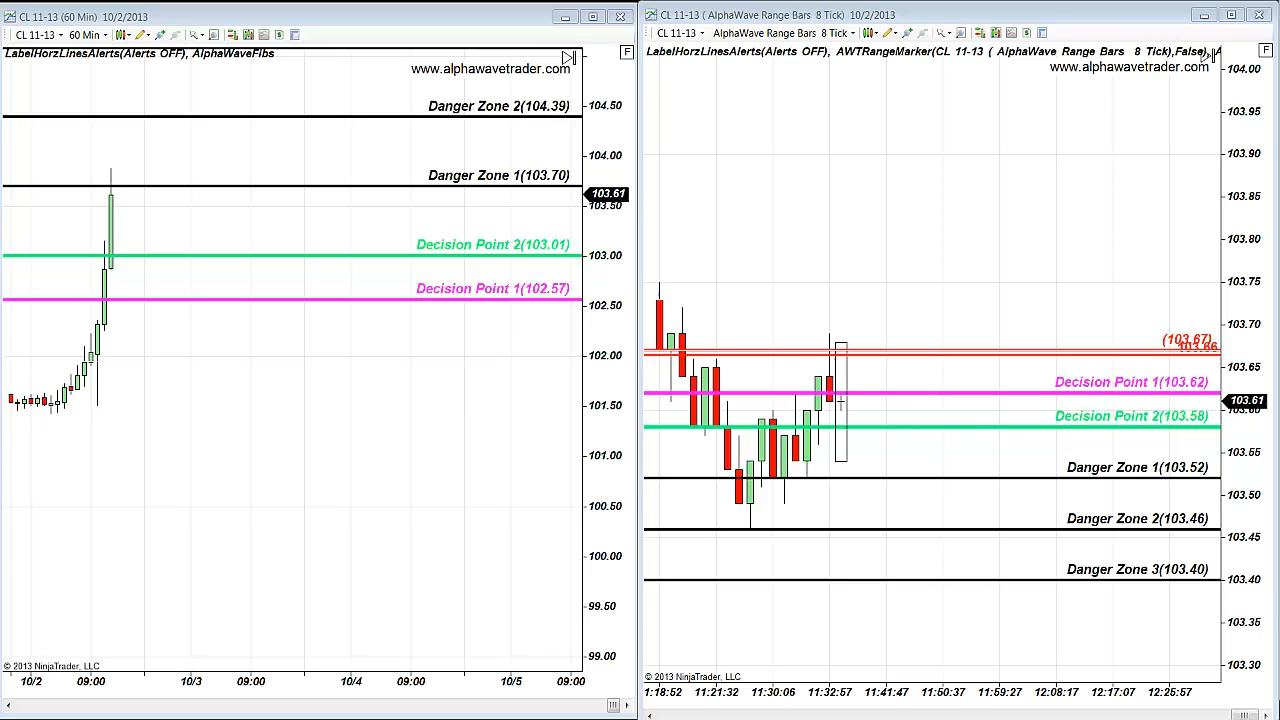 CL 11-13 (60 Min)  10/2/2013
CL 11-13  60 Min
LabelHorzLinesAlerts(Alerts OFF), AlphaWaveFibs
F
www.alphawavetrader.com
Danger Zone 2(104.39)
104.50
104.00
Danger Zone 1(103.70)
103.61
103.50
Decision Point 2(103.01)
103.00
Decision Point 1(102.57)
102.50
102.00
101.50
101.00
100.50
100.00
99.50
99.00
© 2013 NinjaTrader, LLC
10/2  09:00  10/3  09:00  10/4  09:00  10/5  09:00
CL 11-13 ( AlphaWave Range Bars  8 Tick)  10/2/2013
CL 11-13  AlphaWave Range Bars  8 Tick
LabelHorzLinesAlerts(Alerts OFF), AWTRangeMarker(CL 11-13 ( AlphaWave Range Bars  8 Tick),False), A
F
www.alphawavetrader.com
104.00
103.95
103.90
103.85
103.80
103.75
103.70
(103.67)
103.66
103.65
Decision Point 1(103.62)
103.61
103.60
Decision Point 2(103.58)
103.55
Danger Zone 1(103.52)
103.50
Danger Zone 2(103.46)
103.45
Danger Zone 3(103.40)
103.40
103.35
103.30
© 2013 NinjaTrader, LLC
1:18:52  11:21:32  11:30:06  11:32:57  11:41:47  11:50:37  11:59:27  12:08:17  12:17:07  12:25:57